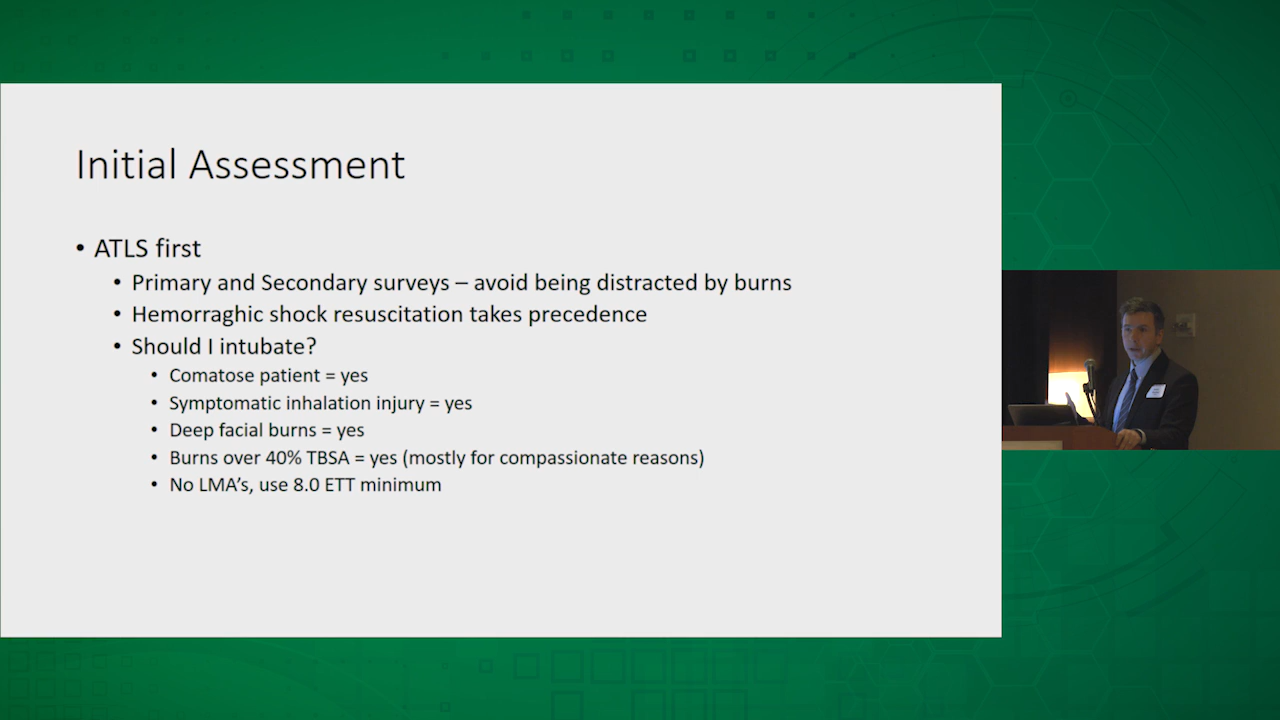 Initial Assessment
• ATLS first
• Primary and Secondary surveys – avoid being distracted by burns
• Hemorraghic shock resuscitation takes precedence
• Should I intubate?
• Comatose patient = yes
• Symptomatic inhalation injury = yes
• Deep facial burns = yes
• Burns over 40% TBSA = yes (mostly for compassionate reasons)
• No LMA’s, use 8.0 ETT minimum